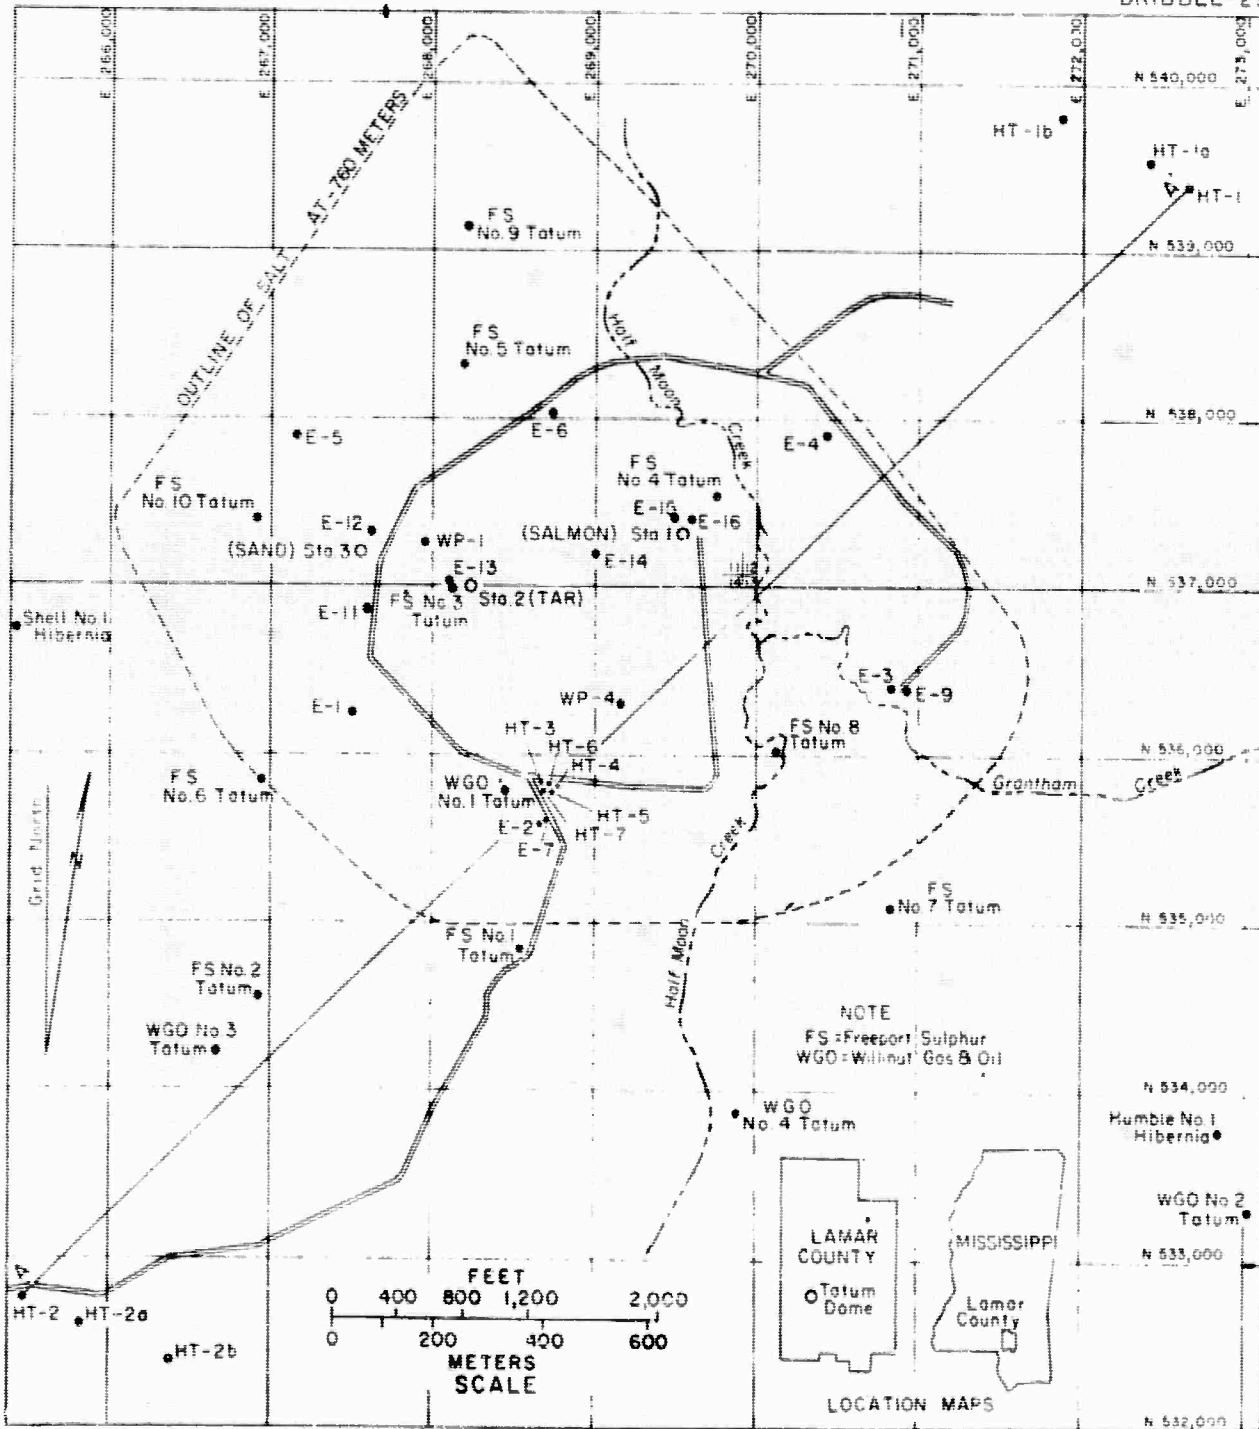 E 266,000
E 267,000
E 268,000
E 269,000
E 270,000
E 271,000
E 272,000
E 273,000
N 540,000
HT-1b
HT-1a
A'
HT-1
OUTLINE OF SALT AT -760 METERS
FS
No. 9 Tatum
N 539,000
Half
Moon
Creek
FS
No. 5 Tatum
N 538,000
E-5
E-6
E-4
FS
No. 10 Tatum
FS
No. 4 Tatum
E-12
E-15
E-16
(SAND) Sta. 3
WP-1
(SALMON) Sta. 1
E-14
E-13
FS No. 3
Tutum
Sta. 2 (TAR)
N 537,000
E-11
Shell No. 1
Hibernia
E-3
E-9
E-1
WP-4
HT-3
HT-6
HT-4
FS No. 8
Tatum
N 536,000
FS
No. 6 Tatum
WGO
No. 1 Tatum
Grantham
Creek
HT-5
HT-7
E-2
E-7
Creek
Grid North
N
FS
No. 7 Tatum
N 535,000
FS No. 1
Tatum
Half Moon
FS No. 2
Tatum
WGO No. 3
Tatum
NOTE
FS = Freeport Sulphur
WGO = Willmut Gas & Oil
N 534,000
WGO
No. 4 Tatum
Humble No. 1
Hibernia
WGO No. 2
Tatum
LAMAR
COUNTY
MISSISSIPPI
N 533,000
A
HT-2
HT-2a
HT-2b
FEET
0 400 800 1,200 2,000
0 200 400 600
METERS
SCALE
Tatum
Dome
Lamar
County
LOCATION MAPS
N 532,000